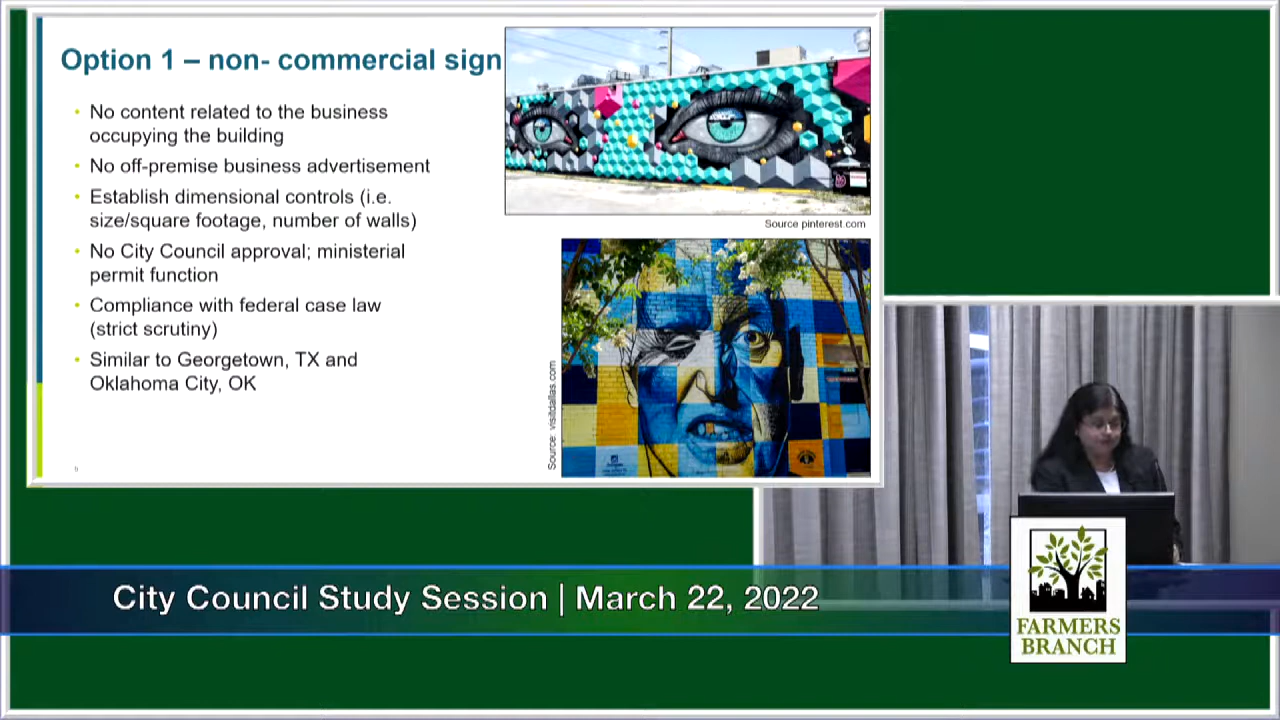 Option 1 – non- commercial sign
• No content related to the business
occupying the building
• No off-premise business advertisement
• Establish dimensional controls (i.e.
size/square footage, number of walls)
• No City Council approval; ministerial
permit function
• Compliance with federal case law
(strict scrutiny)
• Similar to Georgetown, TX and
Oklahoma City, OK
Source pinterest.com
Source: visitdallas.com
City Council Study Session | March 22, 2022
FARMERS
BRANCH